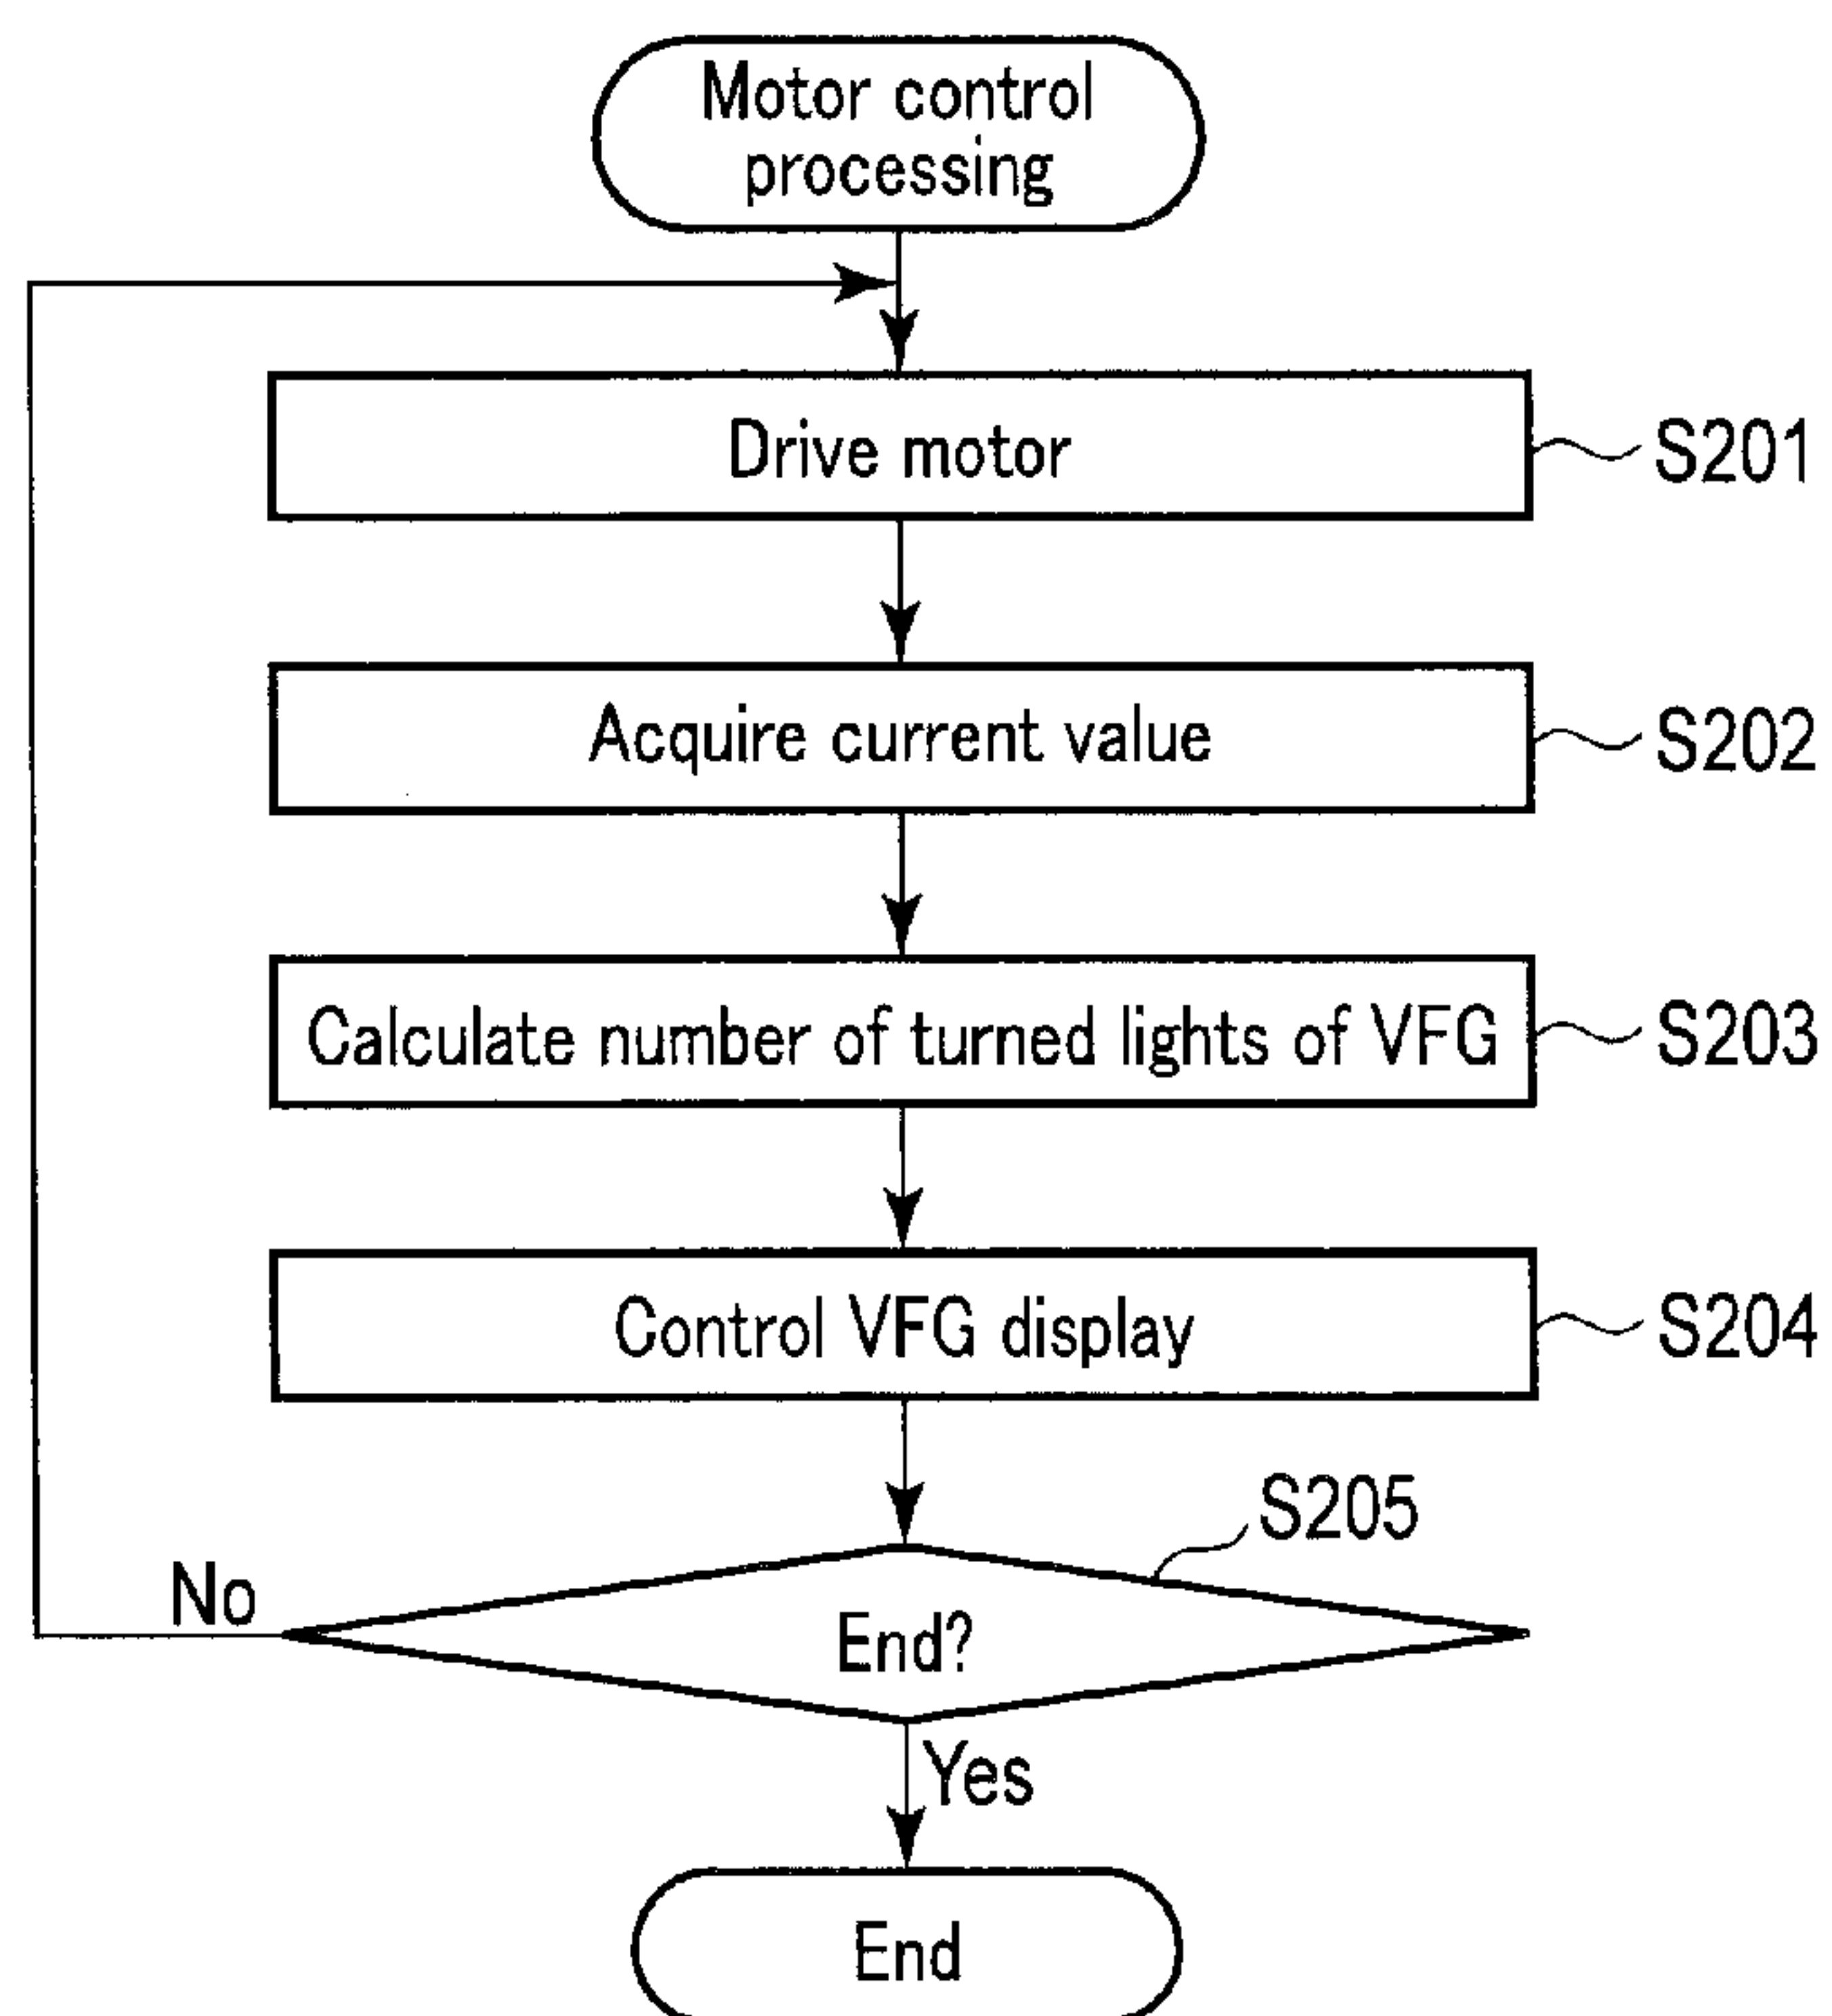 Motor control
processing
Drive motor
S201
Acquire current value
S202
Calculate number of turned lights of VFG
S203
Control VFG display
S204
S205
No
End?
Yes
End